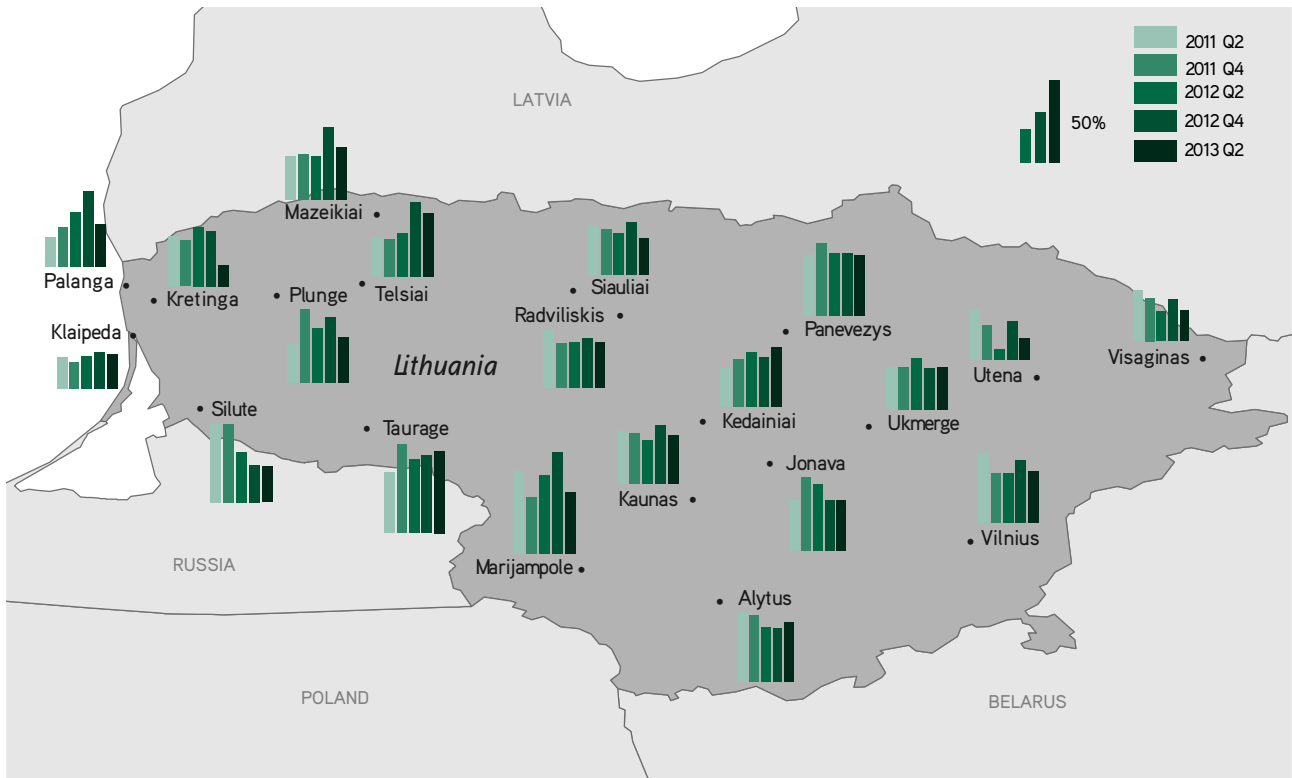 2011 Q2
2011 Q4
2012 Q2
2012 Q4
2013 Q2
50%
LATVIA
Mazeikiai
Palanga
Kretinga
Plunge
Telsiai
Siauliai
Radviliskis
Panevezys
Klaipeda
Lithuania
Utena
Visaginas
Silute
Taurage
Kedainiai
Ukmerge
Jonava
Kaunas
Vilnius
RUSSIA
Marijampole
Alytus
POLAND
BELARUS